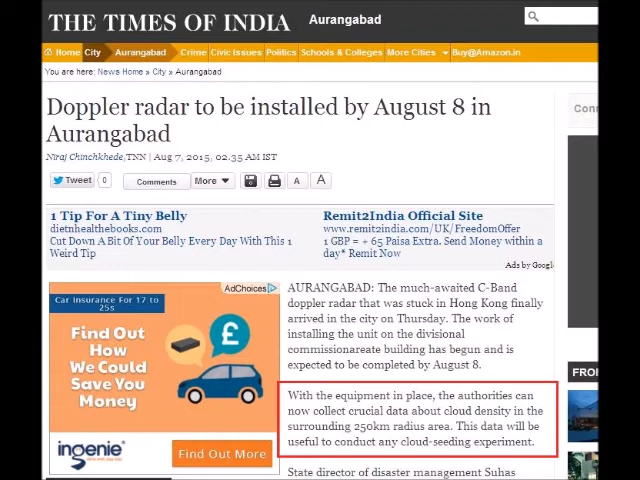 THE TIMES OF INDIA
Aurangabad
Home City Aurangabad Crime Civic Issues Politics Schools & Colleges More Cities Buy@Amazon.in
You are here: News Home » City » Aurangabad
Doppler radar to be installed by August 8 in
Aurangabad
Niraj Chinchkhede,TNN | Aug 7, 2015, 02.35 AM IST
Tweet 0 Comments More A A
1 Tip For A Tiny Belly
dietnhealthebooks.com
Cut Down A Bit Of Your Belly Every Day With This 1
Weird Tip
Remit2India Official Site
www.remit2india.com/UK/FreedomOffer
1 GBP = + 65 Paisa Extra. Send Money within a
day* Remit Now
Ads by Google
AdChoices
Car Insurance For 17 to
25s
Find Out
How
We Could
Save You
Money
£
ingenie
Find Out More
AURANGABAD: The much-awaited C-Band
doppler radar that was stuck in Hong Kong finally
arrived in the city on Thursday. The work of
installing the unit on the divisional
commissionareate building has begun and is
expected to be completed by August 8.
With the equipment in place, the authorities can
now collect crucial data about cloud density in the
surrounding 250km radius area. This data will be
useful to conduct any cloud-seeding experiment.
State director of disaster management Suhas
Conn
FRO